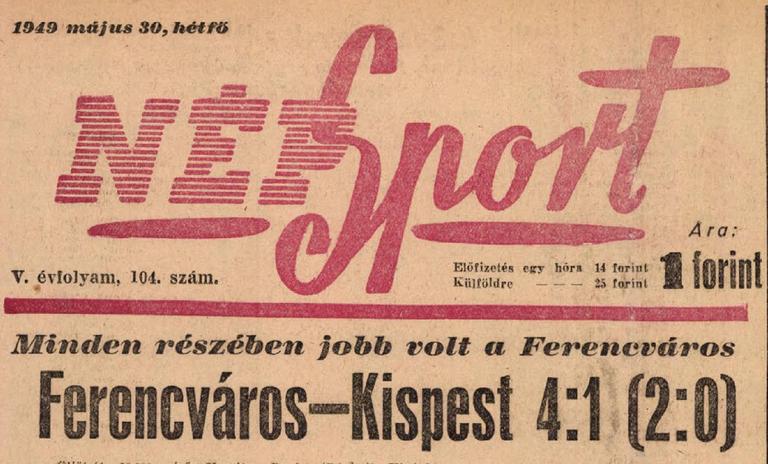 1949 május 30, hétfő
NÉPSport
Ára:
1 forint
Előfizetés egy hóra 14 forint
Külföldre — — — 25 forint
V. évfolyam, 104. szám.
Minden részében jobb volt a Ferencváros
Ferencváros—Kispest 4:1 (2:0)